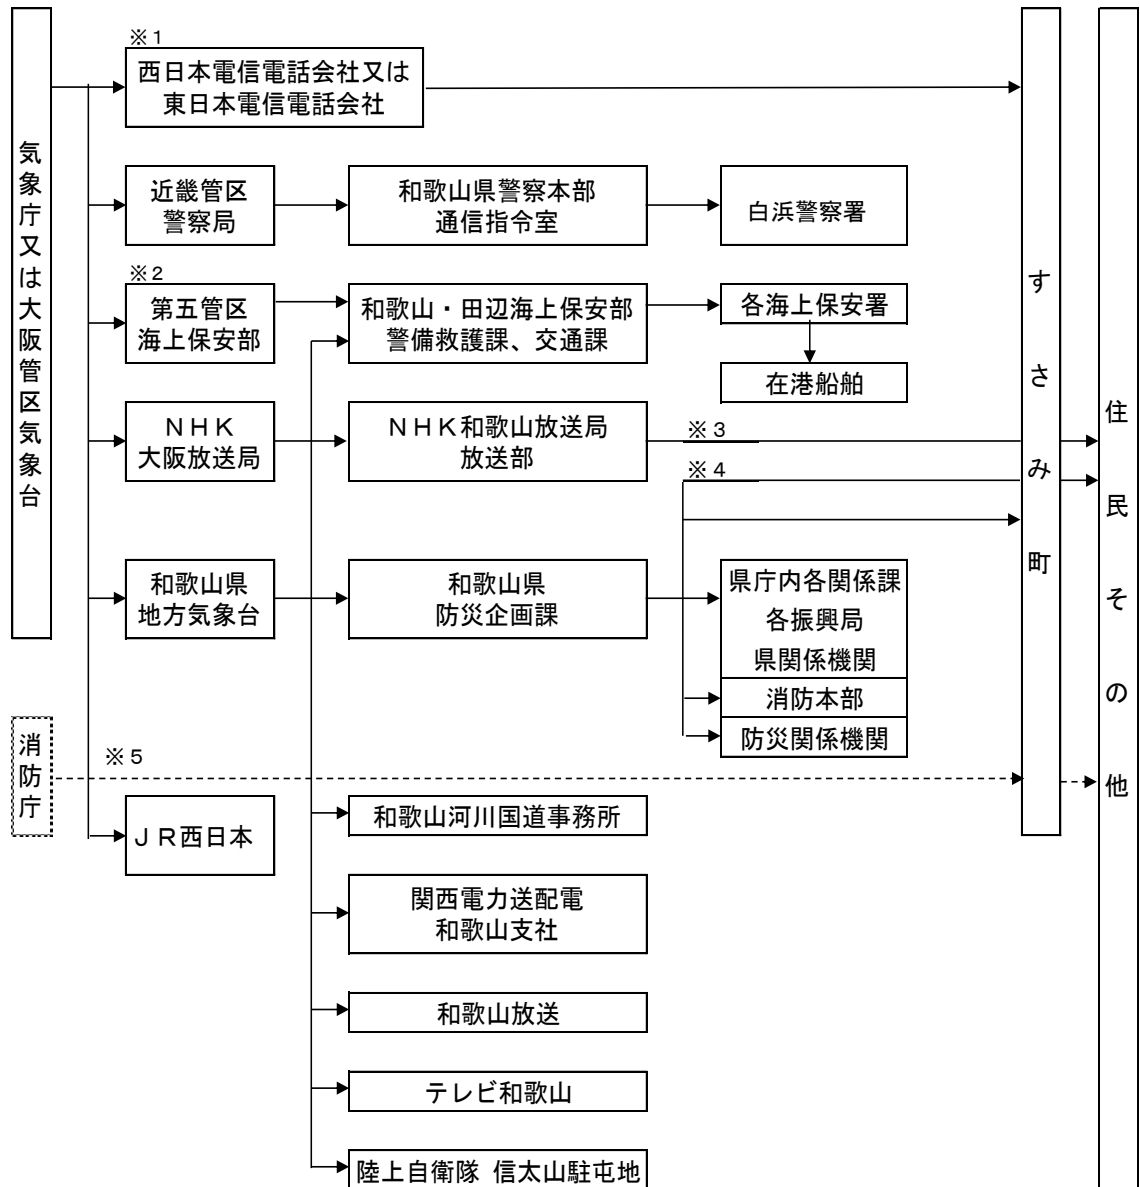 気象庁又は大阪管区気象台
消防庁
※1
西日本電信電話会社又は
東日本電信電話会社
近畿管区
警察局
和歌山県警察本部
通信指令室
白浜警察署
※2
第五管区
海上保安部
和歌山・田辺海上保安部
警備救護課、交通課
各海上保安署
在港船舶
NHK
大阪放送局
NHK和歌山放送局
放送部
※3
※4
和歌山県
地方気象台
和歌山県
防災企画課
県庁内各関係課
各振興局
県関係機関
消防本部
防災関係機関
※5
JR西日本
和歌山河川国道事務所
関西電力送配電
和歌山支社
和歌山放送
テレビ和歌山
陸上自衛隊 信太山駐屯地
すさみ町
住民その他